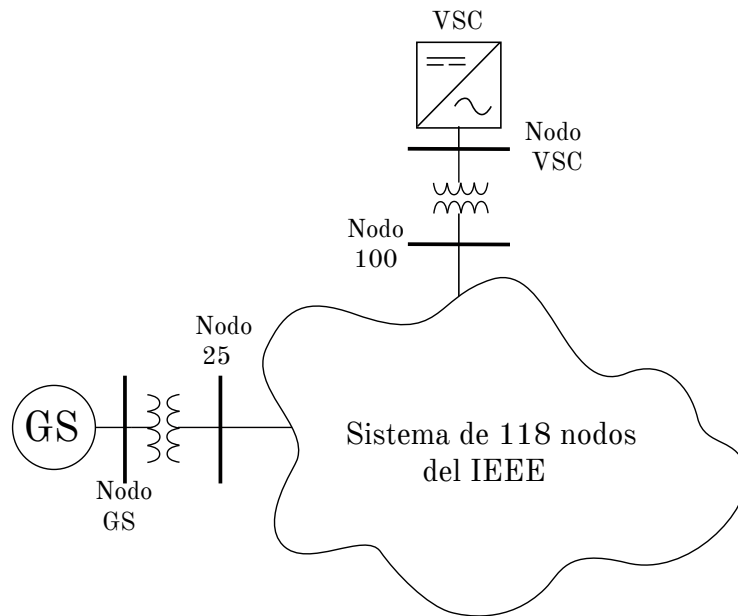 VSC
Nodo
VSC
Nodo
100
Nodo
25
GS
Nodo
GS
Sistema de 118 nodos
del IEEE